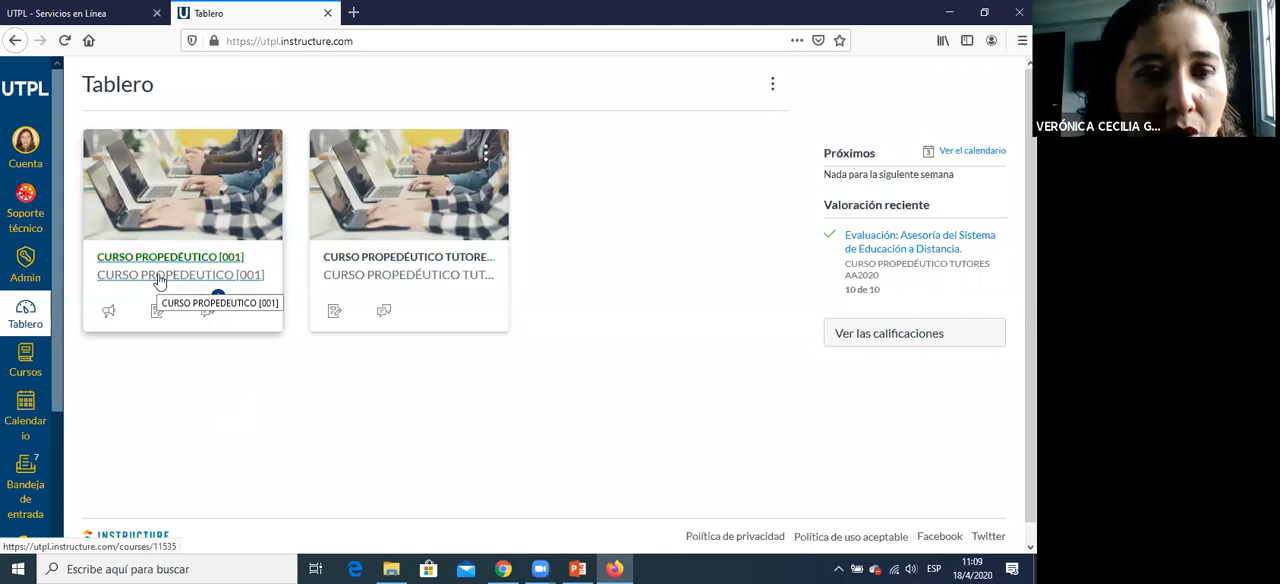 UTPL - Servicios en Línea
Tablero
https://utpl.instructure.com
UTPL
Cuenta
Soporte
técnico
Admin
Tablero
Cursos
Calendar
io
7
Bandeja
de
entrada
Tablero
CURSO PROPEDÉUTICO [001]
CURSO PROPEDEUTICO [001]
CURSO PROPEDEUTICO [001]
CURSO PROPEDÉUTICO TUTORE...
CURSO PROPEDÉUTICO TUT...
Próximos
3
Ver el calendario
Nada para la siguiente semana
Valoración reciente
Evaluación: Asesoría del Sistema
de Educación a Distancia.
CURSO PROPEDÉUTICO TUTORES
AA2020
10 de 10
Ver las calificaciones
INSTRUCTURE
Política de privacidad
Política de uso aceptable
Facebook
Twitter
https://utpl.instructure.com/courses/11535
Escribe aquí para buscar
ESP
11:09
18/4/2020
VERÓNICA CECILIA G...